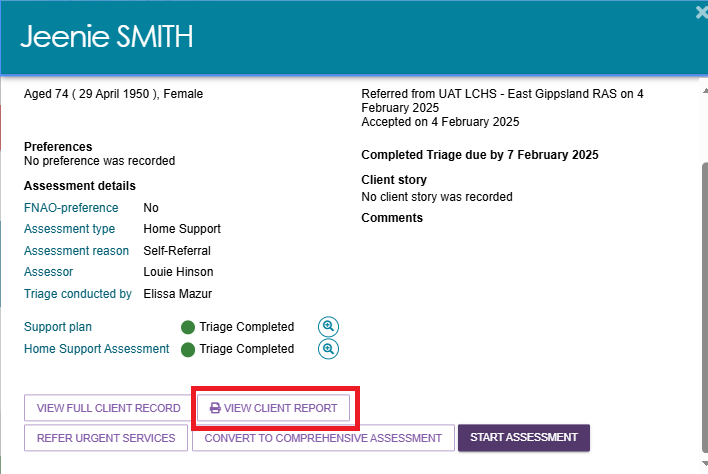 Jeenie SMITH
Aged 74 ( 29 April 1950 ), Female
Preferences
No preference was recorded
Assessment details
FNAO-preference No
Assessment type Home Support
Assessment reason Self-Referral
Assessor Louie Hinson
Triage conducted by Elissa Mazur
Support plan Triage Completed
Home Support Assessment Triage Completed
Referred from UAT LCHS - East Gippsland RAS on 4
February 2025
Accepted on 4 February 2025
Completed Triage due by 7 February 2025
Client story
No client story was recorded
Comments
VIEW FULL CLIENT RECORD VIEW CLIENT REPORT
REFER URGENT SERVICES CONVERT TO COMPREHENSIVE ASSESSMENT START ASSESSMENT